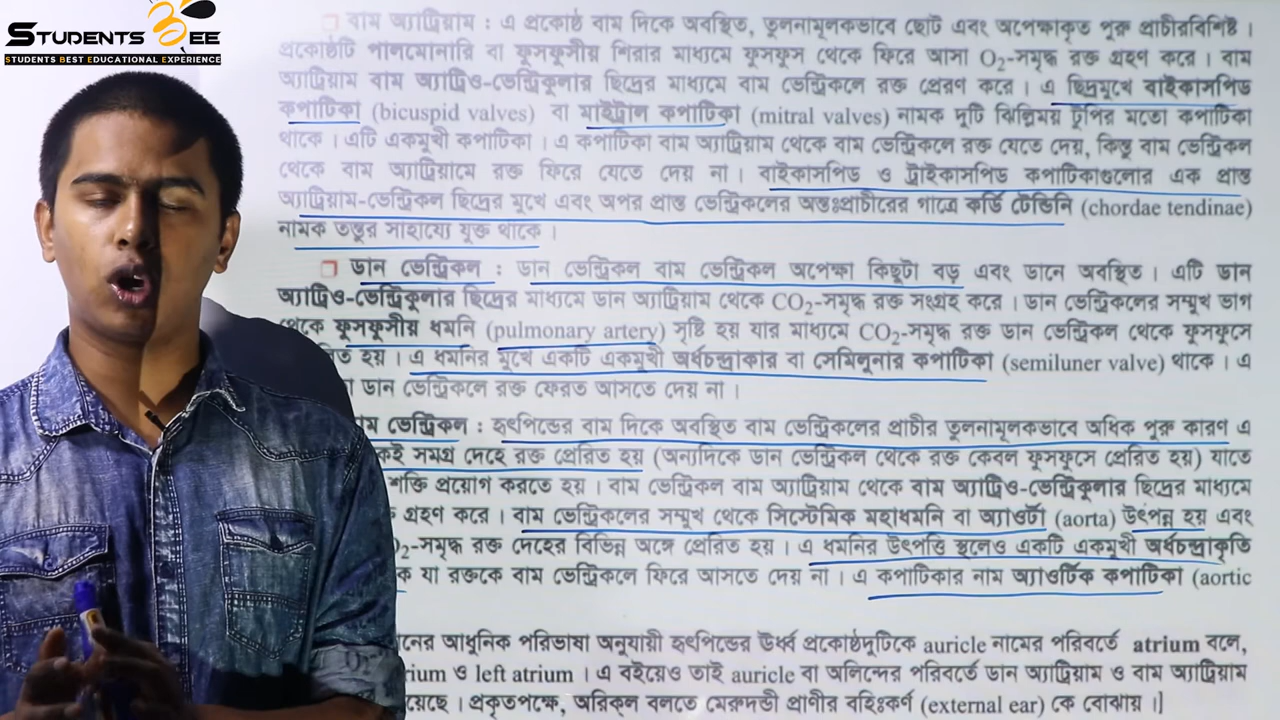 STUDENTS BEE
STUDENTS BEST EDUCATIONAL EXPERIENCE
বাম অ্যাট্রিয়াম : এ প্রকোষ্ঠ বাম দিকে অবস্থিত, তুলনামূলকভাবে ছোট এবং অপেক্ষাকৃত পুরু প্রাচীরবিশিষ্ট ।
প্রকোষ্ঠটি পালমোনারি বা ফুসফুসীয় শিরার মাধ্যমে ফুসফুস থেকে ফিরে আসা O₂-সমৃদ্ধ রক্ত গ্রহণ করে । বাম
অ্যাট্রিয়াম বাম অ্যাট্রিও-ভেন্ট্রিকুলার ছিদ্রের মাধ্যমে বাম ভেন্ট্রিকলে রক্ত প্রেরণ করে । এ ছিদ্রমুখে বাইকাসপিড
কপাটিকা (bicuspid valves) বা মাইট্রাল কপাটিকা (mitral valves) নামক দুটি ঝিল্লিময় টুপির মতো কপাটিকা
থাকে । এটি একমুখী কপাটিকা । এ কপাটিকা বাম অ্যাট্রিয়াম থেকে বাম ভেন্ট্রিকলে রক্ত যেতে দেয়, কিন্তু বাম ভেন্ট্রিকল
থেকে বাম অ্যাট্রিয়ামে রক্ত ফিরে যেতে দেয় না । বাইকাসপিড ও ট্রাইকাসপিড কপাটিকাগুলোর এক প্রান্ত
অ্যাট্রিয়াম-ভেন্ট্রিকল ছিদ্রের মুখে এবং অপর প্রান্ত ভেন্ট্রিকলের অন্তঃপ্রাচীরের গাত্রে কর্ডি টেন্ডিনি (chordae tendinae)
নামক তন্তুর সাহায্যে যুক্ত থাকে ।
ডান ভেন্ট্রিকল : ডান ভেন্ট্রিকল বাম ভেন্ট্রিকল অপেক্ষা কিছুটা বড় এবং ডানে অবস্থিত । এটি ডান
অ্যাট্রিও-ভেন্ট্রিকুলার ছিদ্রের মাধ্যমে ডান অ্যাট্রিয়াম থেকে CO₂-সমৃদ্ধ রক্ত সংগ্রহ করে । ডান ভেন্ট্রিকলের সম্মুখ ভাগ
থেকে ফুসফুসীয় ধমনি (pulmonary artery) সৃষ্টি হয় যার মাধ্যমে CO₂-সমৃদ্ধ রক্ত ডান ভেন্ট্রিকল থেকে ফুসফুসে
হয় । এ ধমনির মুখে একটি একমুখী অর্ধচন্দ্রাকার বা সেমিলুনার কপাটিকা (semiluner valve) থাকে । এ
ডান ভেন্ট্রিকলে রক্ত ফেরত আসতে দেয় না ।
ম ভেন্ট্রিকল : হৃৎপিন্ডের বাম দিকে অবস্থিত বাম ভেন্ট্রিকলের প্রাচীর তুলনামূলকভাবে অধিক পুরু কারণ এ
কই সমগ্র দেহে রক্ত প্রেরিত হয় (অন্যদিকে ডান ভেন্ট্রিকল থেকে রক্ত কেবল ফুসফুসে প্রেরিত হয়) যাতে
শক্তি প্রয়োগ করতে হয় । বাম ভেন্ট্রিকল বাম অ্যাট্রিয়াম থেকে বাম অ্যাট্রিও-ভেন্ট্রিকুলার ছিদ্রের মাধ্যমে
গ্রহণ করে । বাম ভেন্ট্রিকলের সম্মুখ থেকে সিস্টেমিক মহাধমনি বা অ্যাওর্টা (aorta) উৎপন্ন হয় এবং
₂-সমৃদ্ধ রক্ত দেহের বিভিন্ন অঙ্গে প্রেরিত হয় । এ ধমনির উৎপত্তি স্থলেও একটি একমুখী অর্ধচন্দ্রাকৃতি
ক যা রক্তকে বাম ভেন্ট্রিকলে ফিরে আসতে দেয় না । এ কপাটিকার নাম অ্যাওর্টিক কপাটিকা (aortic
নের আধুনিক পরিভাষা অনুযায়ী হৃৎপিন্ডের উর্ধ্ব প্রকোষ্ঠদুটিকে auricle নামের পরিবর্তে atrium বলে,
rium ও left atrium । এ বইয়েও তাই auricle বা অলিন্দের পরিবর্তে ডান অ্যাট্রিয়াম ও বাম অ্যাট্রিয়াম
য়েছে । প্রকৃতপক্ষে, অরিক্ল বলতে মেরুদন্ডী প্রাণীর বহিঃকর্ণ (external ear) কে বোঝায় ।]